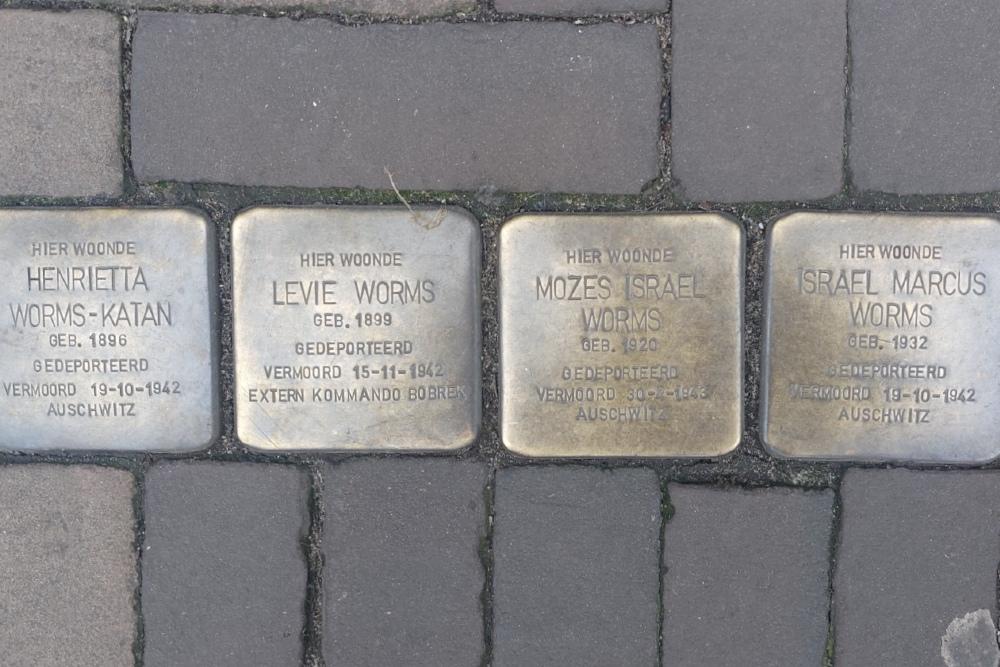 HIER WOONDE
HENRIETTA
WORMS-KATAN
GEB. 1896
GEDEPORTEERD
VERMOORD 19-10-1942
AUSCHWITZ
HIER WOONDE
LEVIE WORMS
GEB. 1899
GEDEPORTEERD
VERMOORD 15-11-1942
EXTERN KOMMANDO BOBREK
HIER WOONDE
MOZES ISRAEL
WORMS
GEB. 1920
GEDEPORTEERD
VERMOORD
AUSCHWITZ
HIER WOONDE
ISRAEL MARCUS
WORMS
GEB. 1932
GEDEPORTEERD
VERMOORD 19-10-1942
AUSCHWITZ